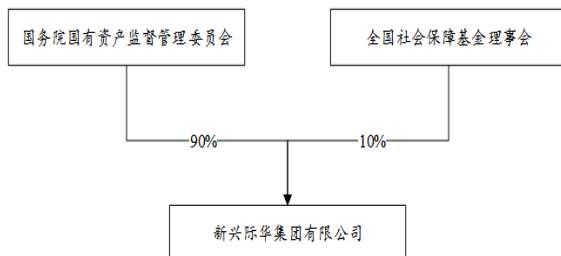 国务院国有资产监督管理委员会
全国社会保障基金理事会
90%
10%
新兴际华集团有限公司